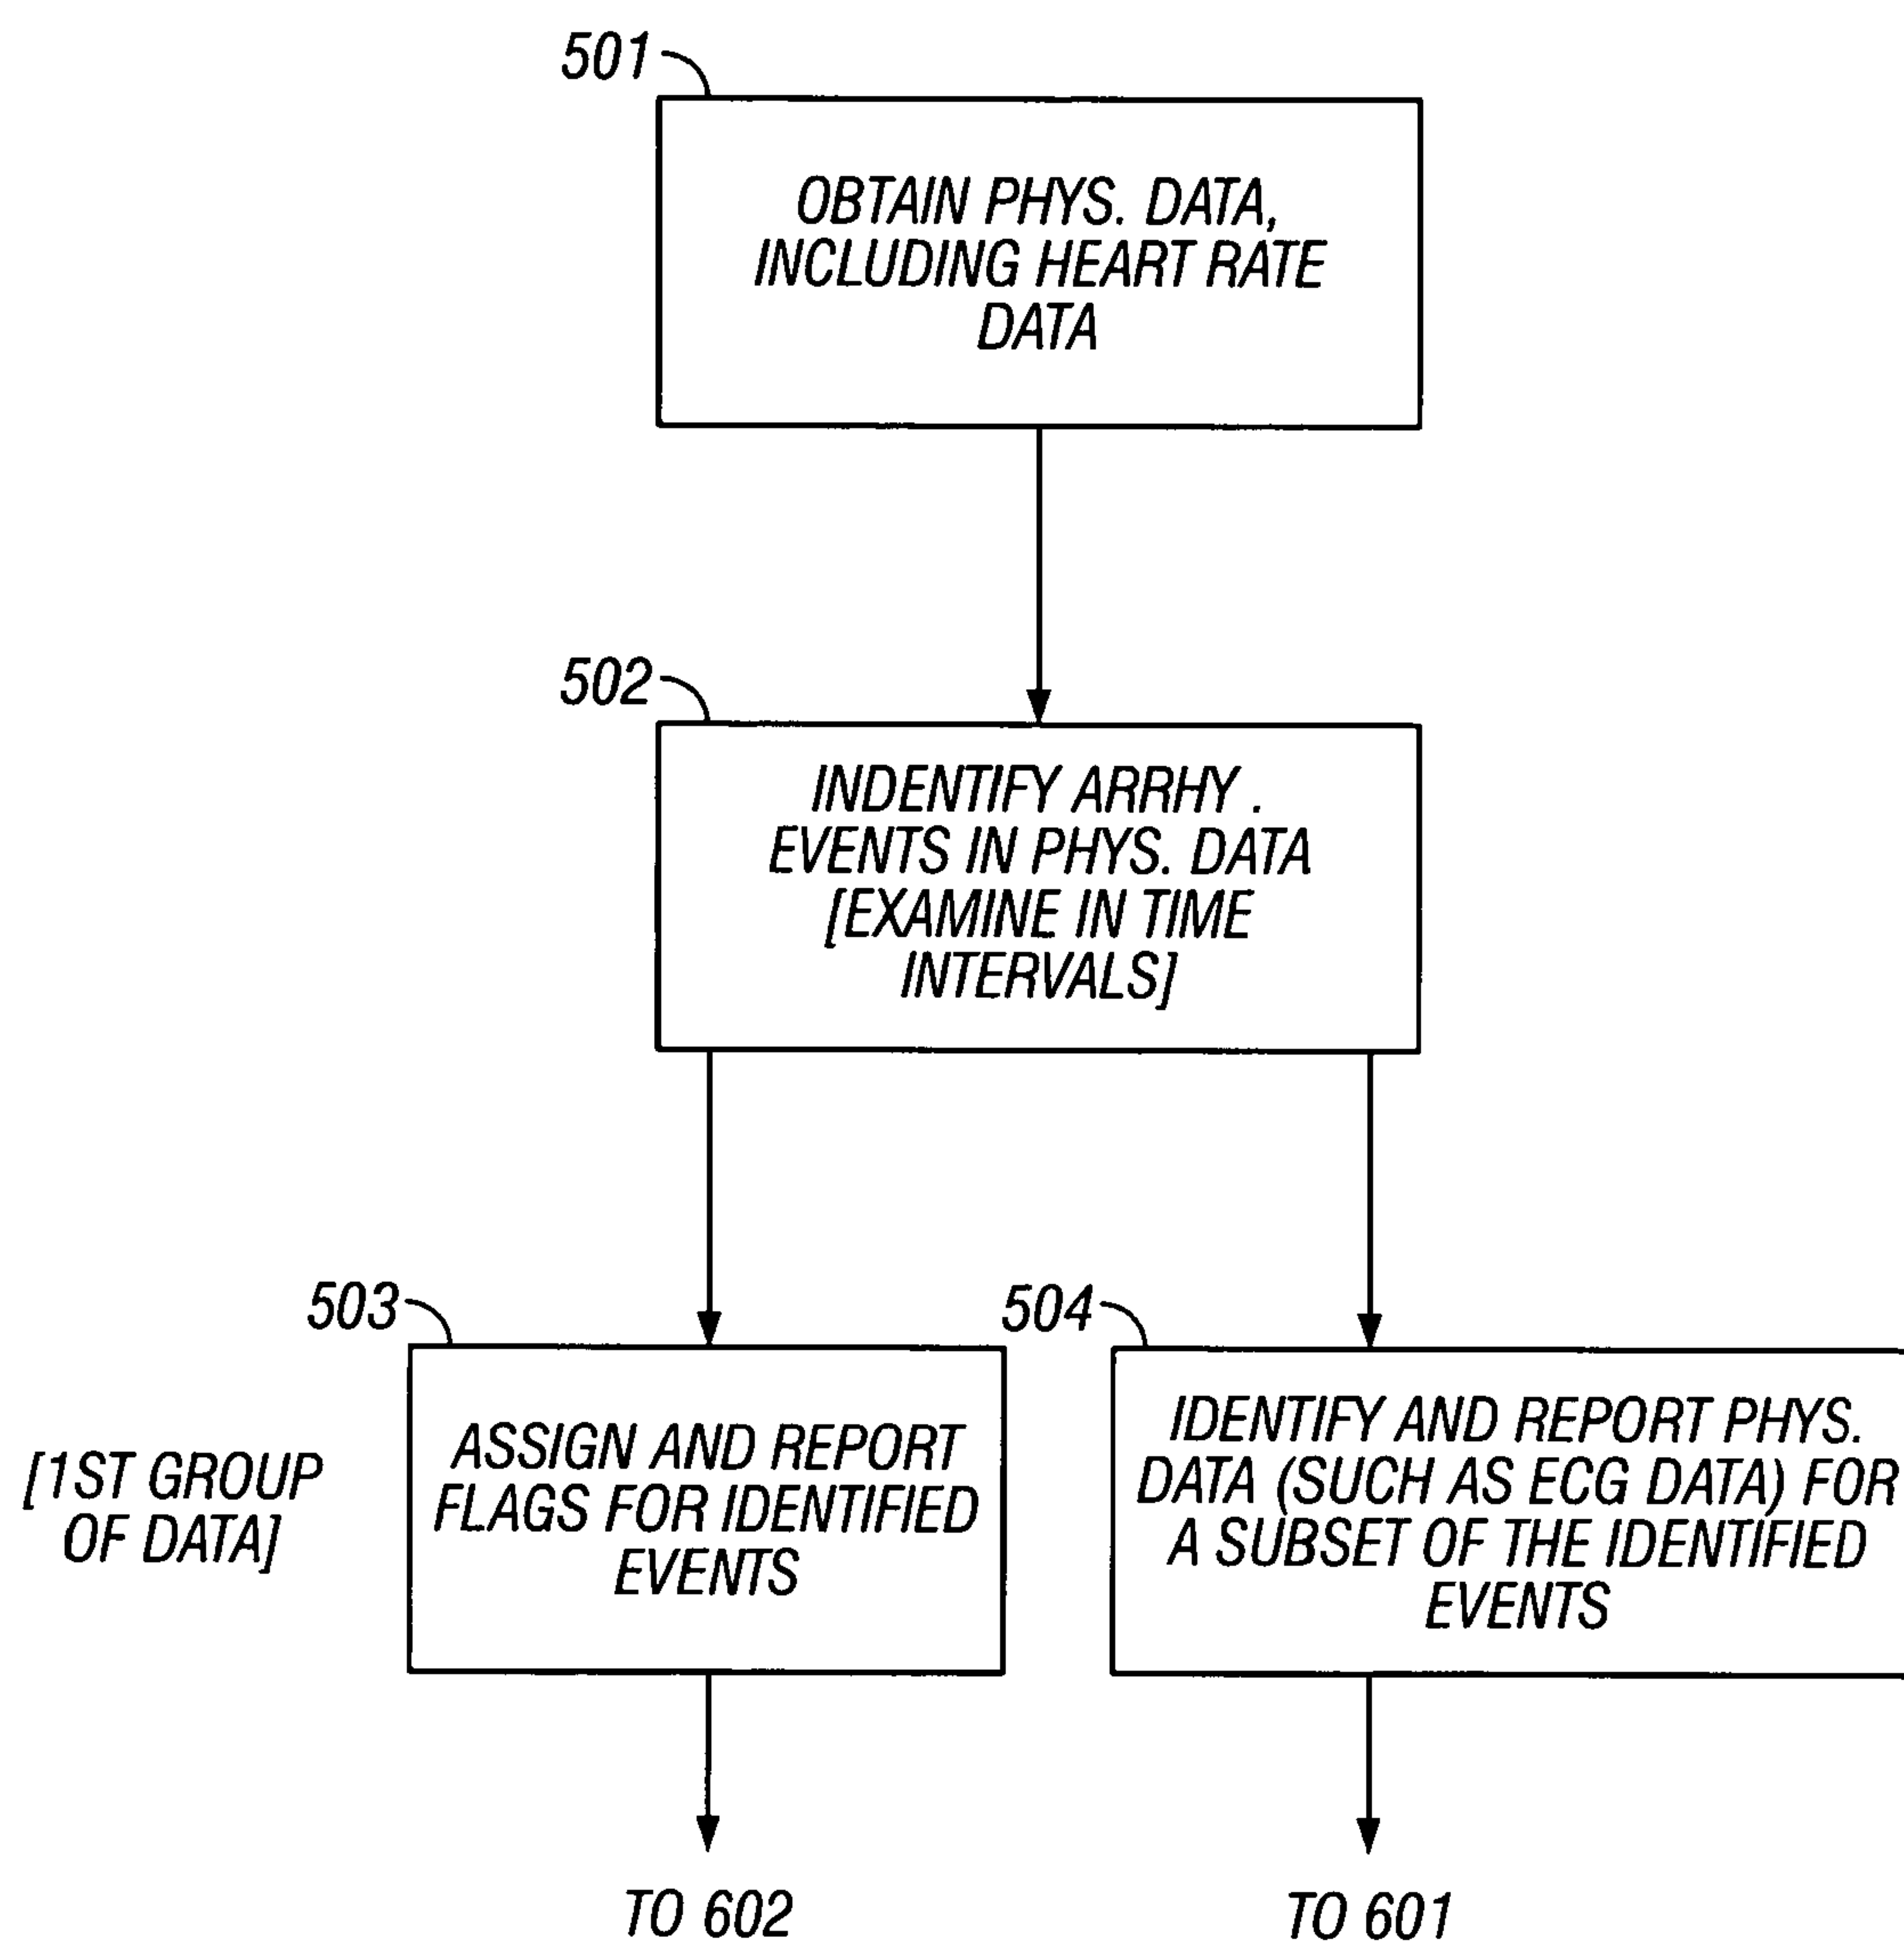 501
OBTAIN PHYS. DATA,
INCLUDING HEART RATE
DATA
502
INDENTIFY ARRHY .
EVENTS IN PHYS. DATA
[EXAMINE IN TIME
INTERVALS]
503
[1ST GROUP
OF DATA]
ASSIGN AND REPORT
FLAGS FOR IDENTIFIED
EVENTS
504
IDENTIFY AND REPORT PHYS.
DATA (SUCH AS ECG DATA) FOR
A SUBSET OF THE IDENTIFIED
EVENTS
TO 602
TO 601